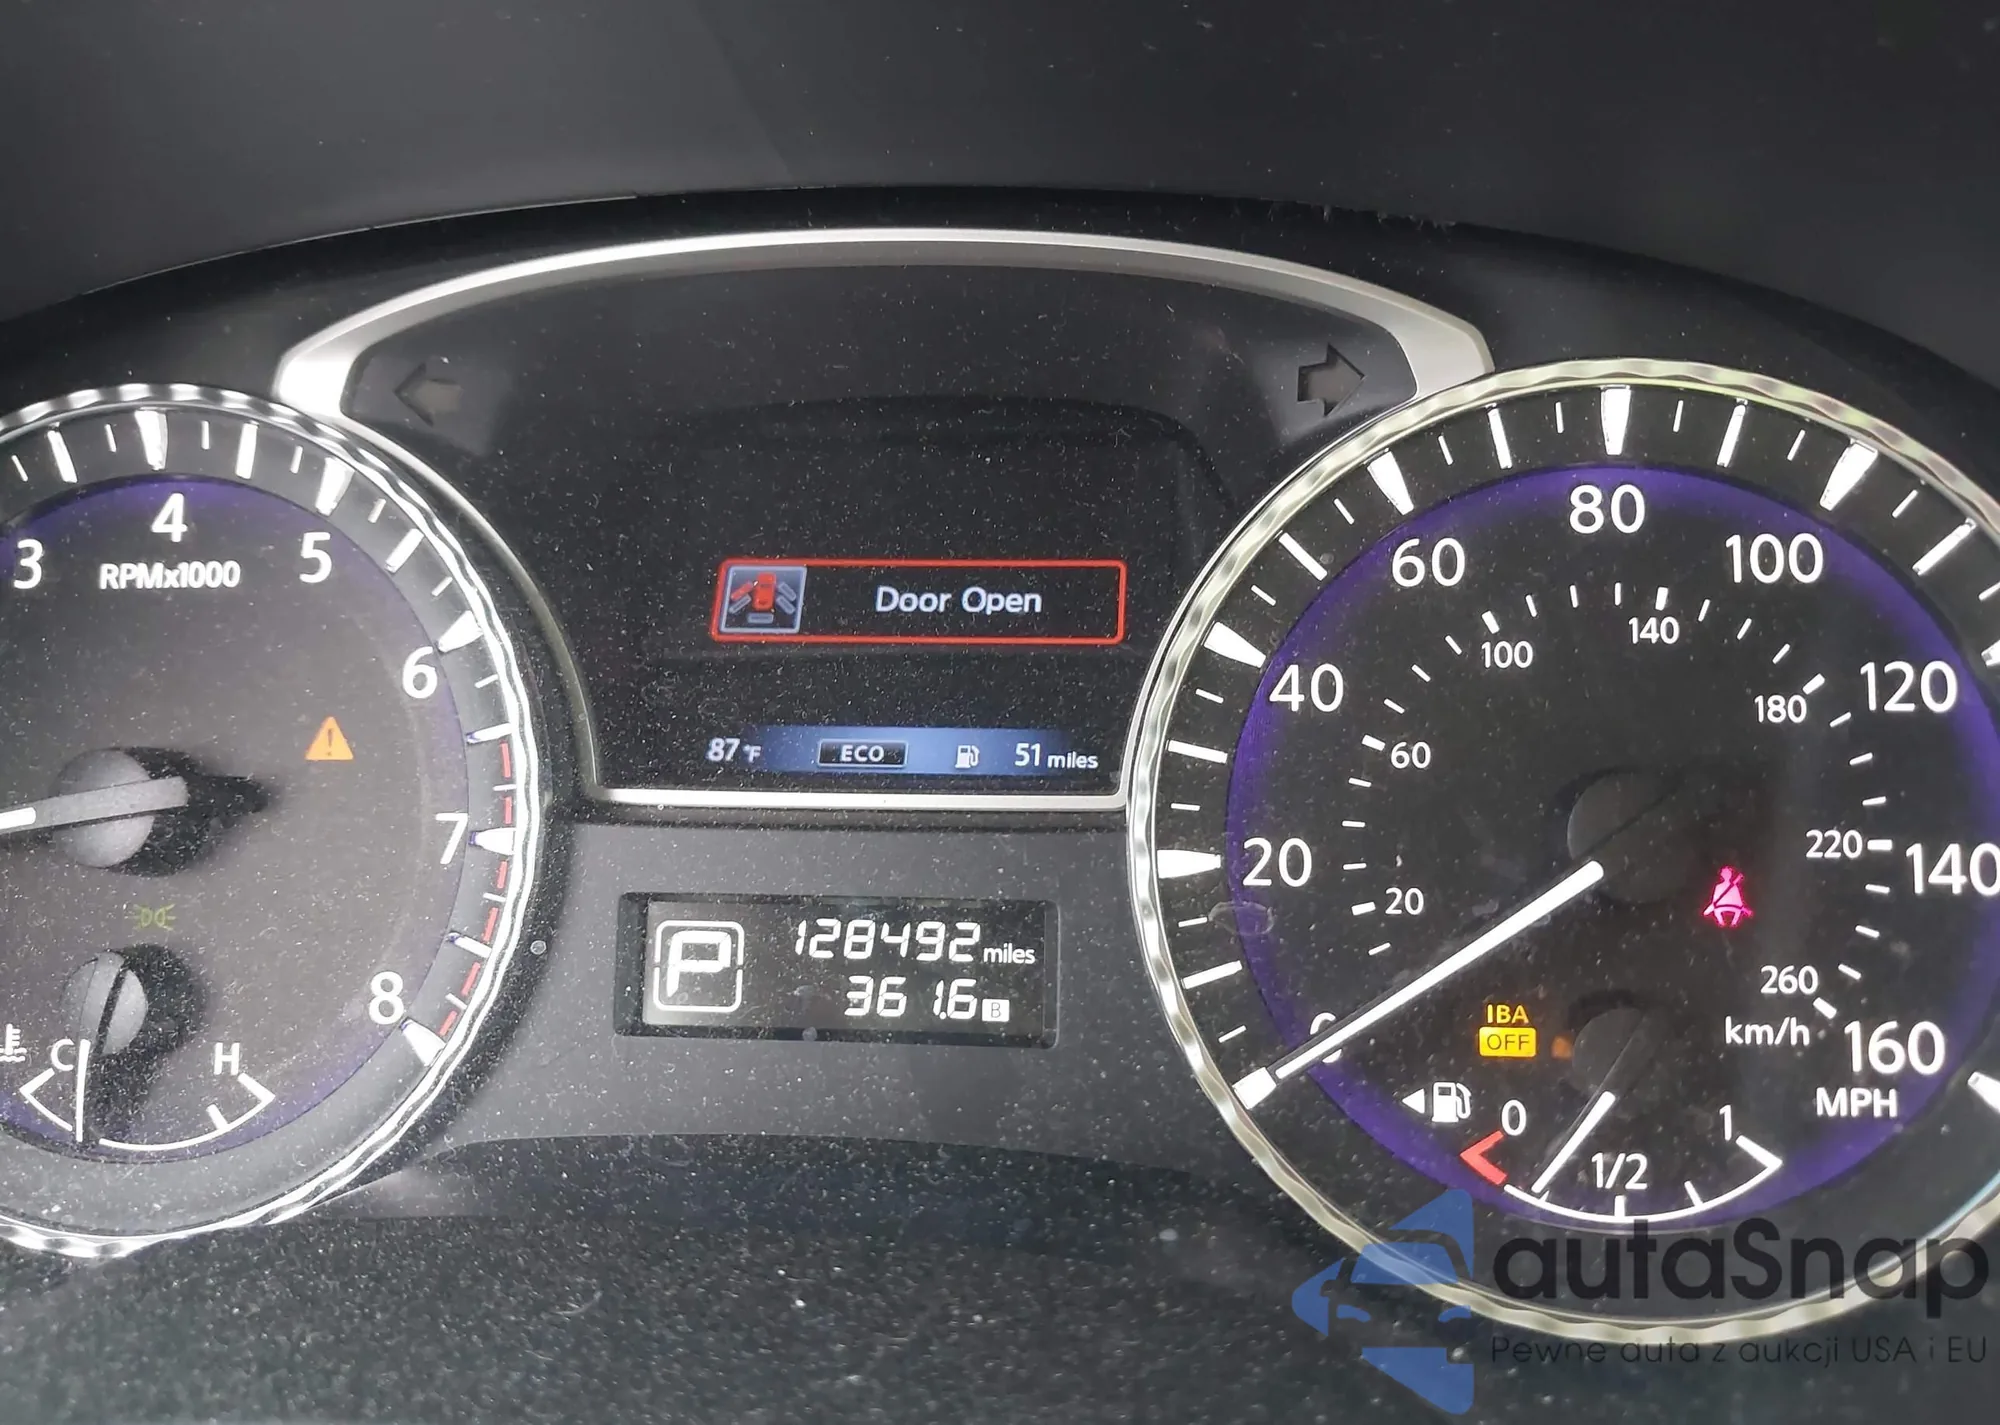 3
4
5
6
7
8
RPMx1000
C
H
Door Open
87°F
ECO
51 miles
P
128492 miles
361.6 B
0
20
40
60
80
100
120
140
160
MPH
20
60
100
140
180
220
260
km/h
IBA
OFF
0
1/2
1
autaSnap
Pewne auta z aukcji USA i EU